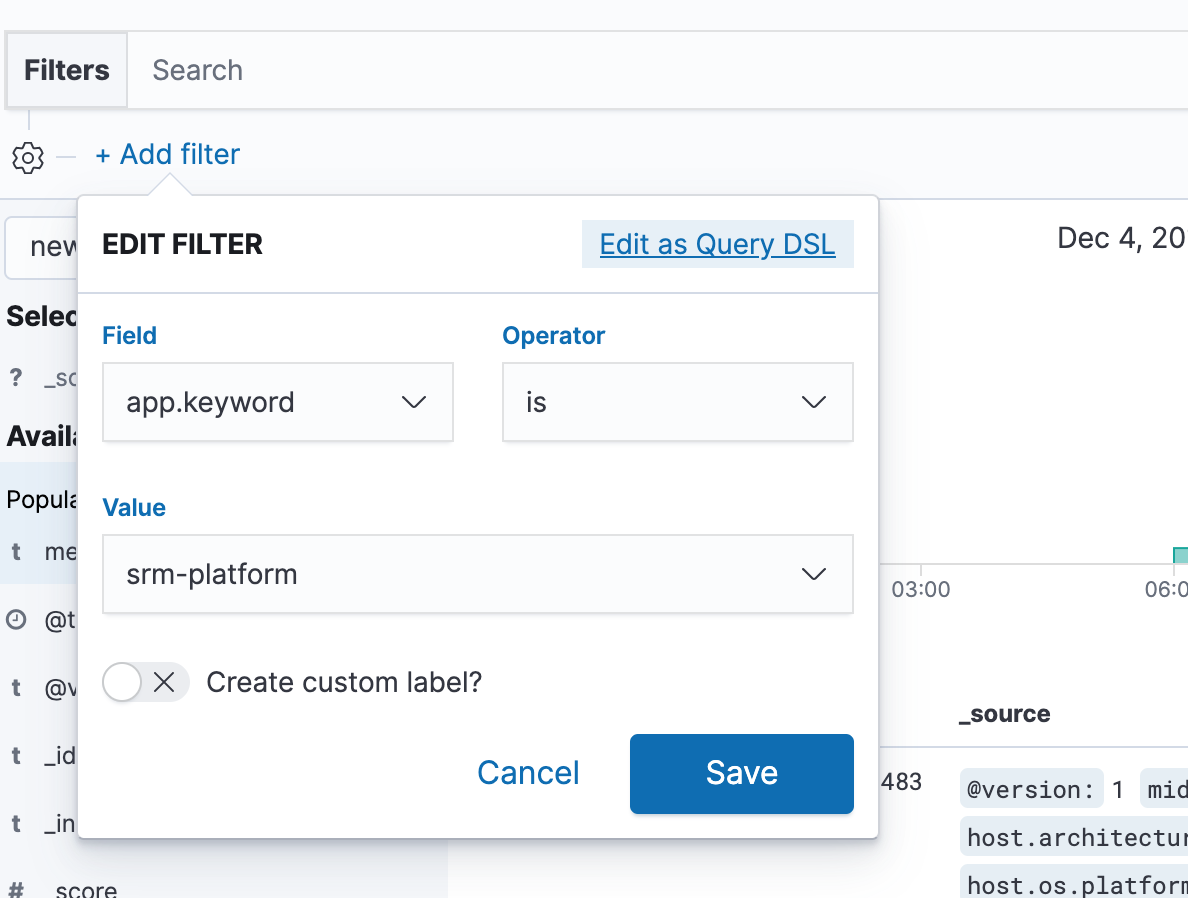 Filters Search
+ Add filter
EDIT FILTER Edit as Query DSL
Dec 4, 20
new
Selec
Field Operator
? _sc
app.keyword is
Availa
Popula
Value
t me
srm-platform
03:00 06:0
@t
t @v
Create custom label?
_source
t _id
Cancel Save
483 @version: 1 mid
t _in
host.architectur
host.os.platform
# _score